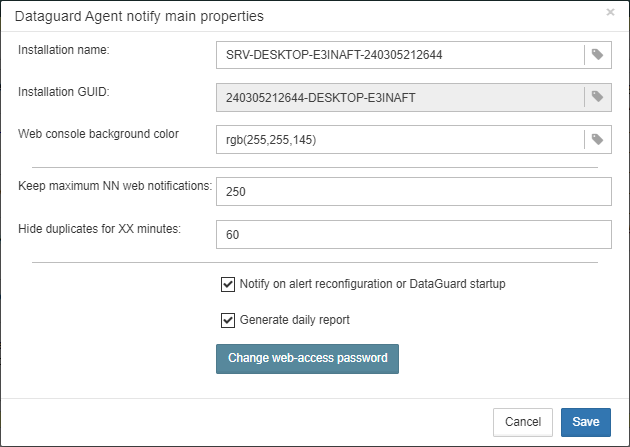 Dataguard Agent notify main properties
×
Installation name:
SRV-DESKTOP-E3INAFT-240305212644
Installation GUID:
240305212644-DESKTOP-E3INAFT
Web console background color
rgb(255,255,145)
Keep maximum NN web notifications:
250
Hide duplicates for XX minutes:
60
Notify on alert reconfiguration or DataGuard startup
Generate daily report
Change web-access password
Cancel
Save